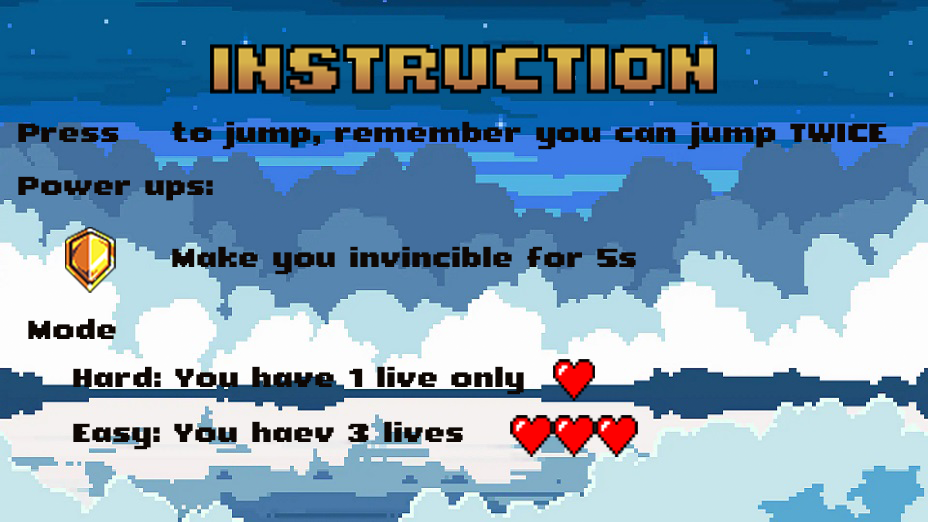 INSTRUCTION
Press to jump, remember you can jump TWICE
Power ups:
Make you invincible for 5s
Mode
Hard: You have 1 live only
Easy: You haev 3 lives